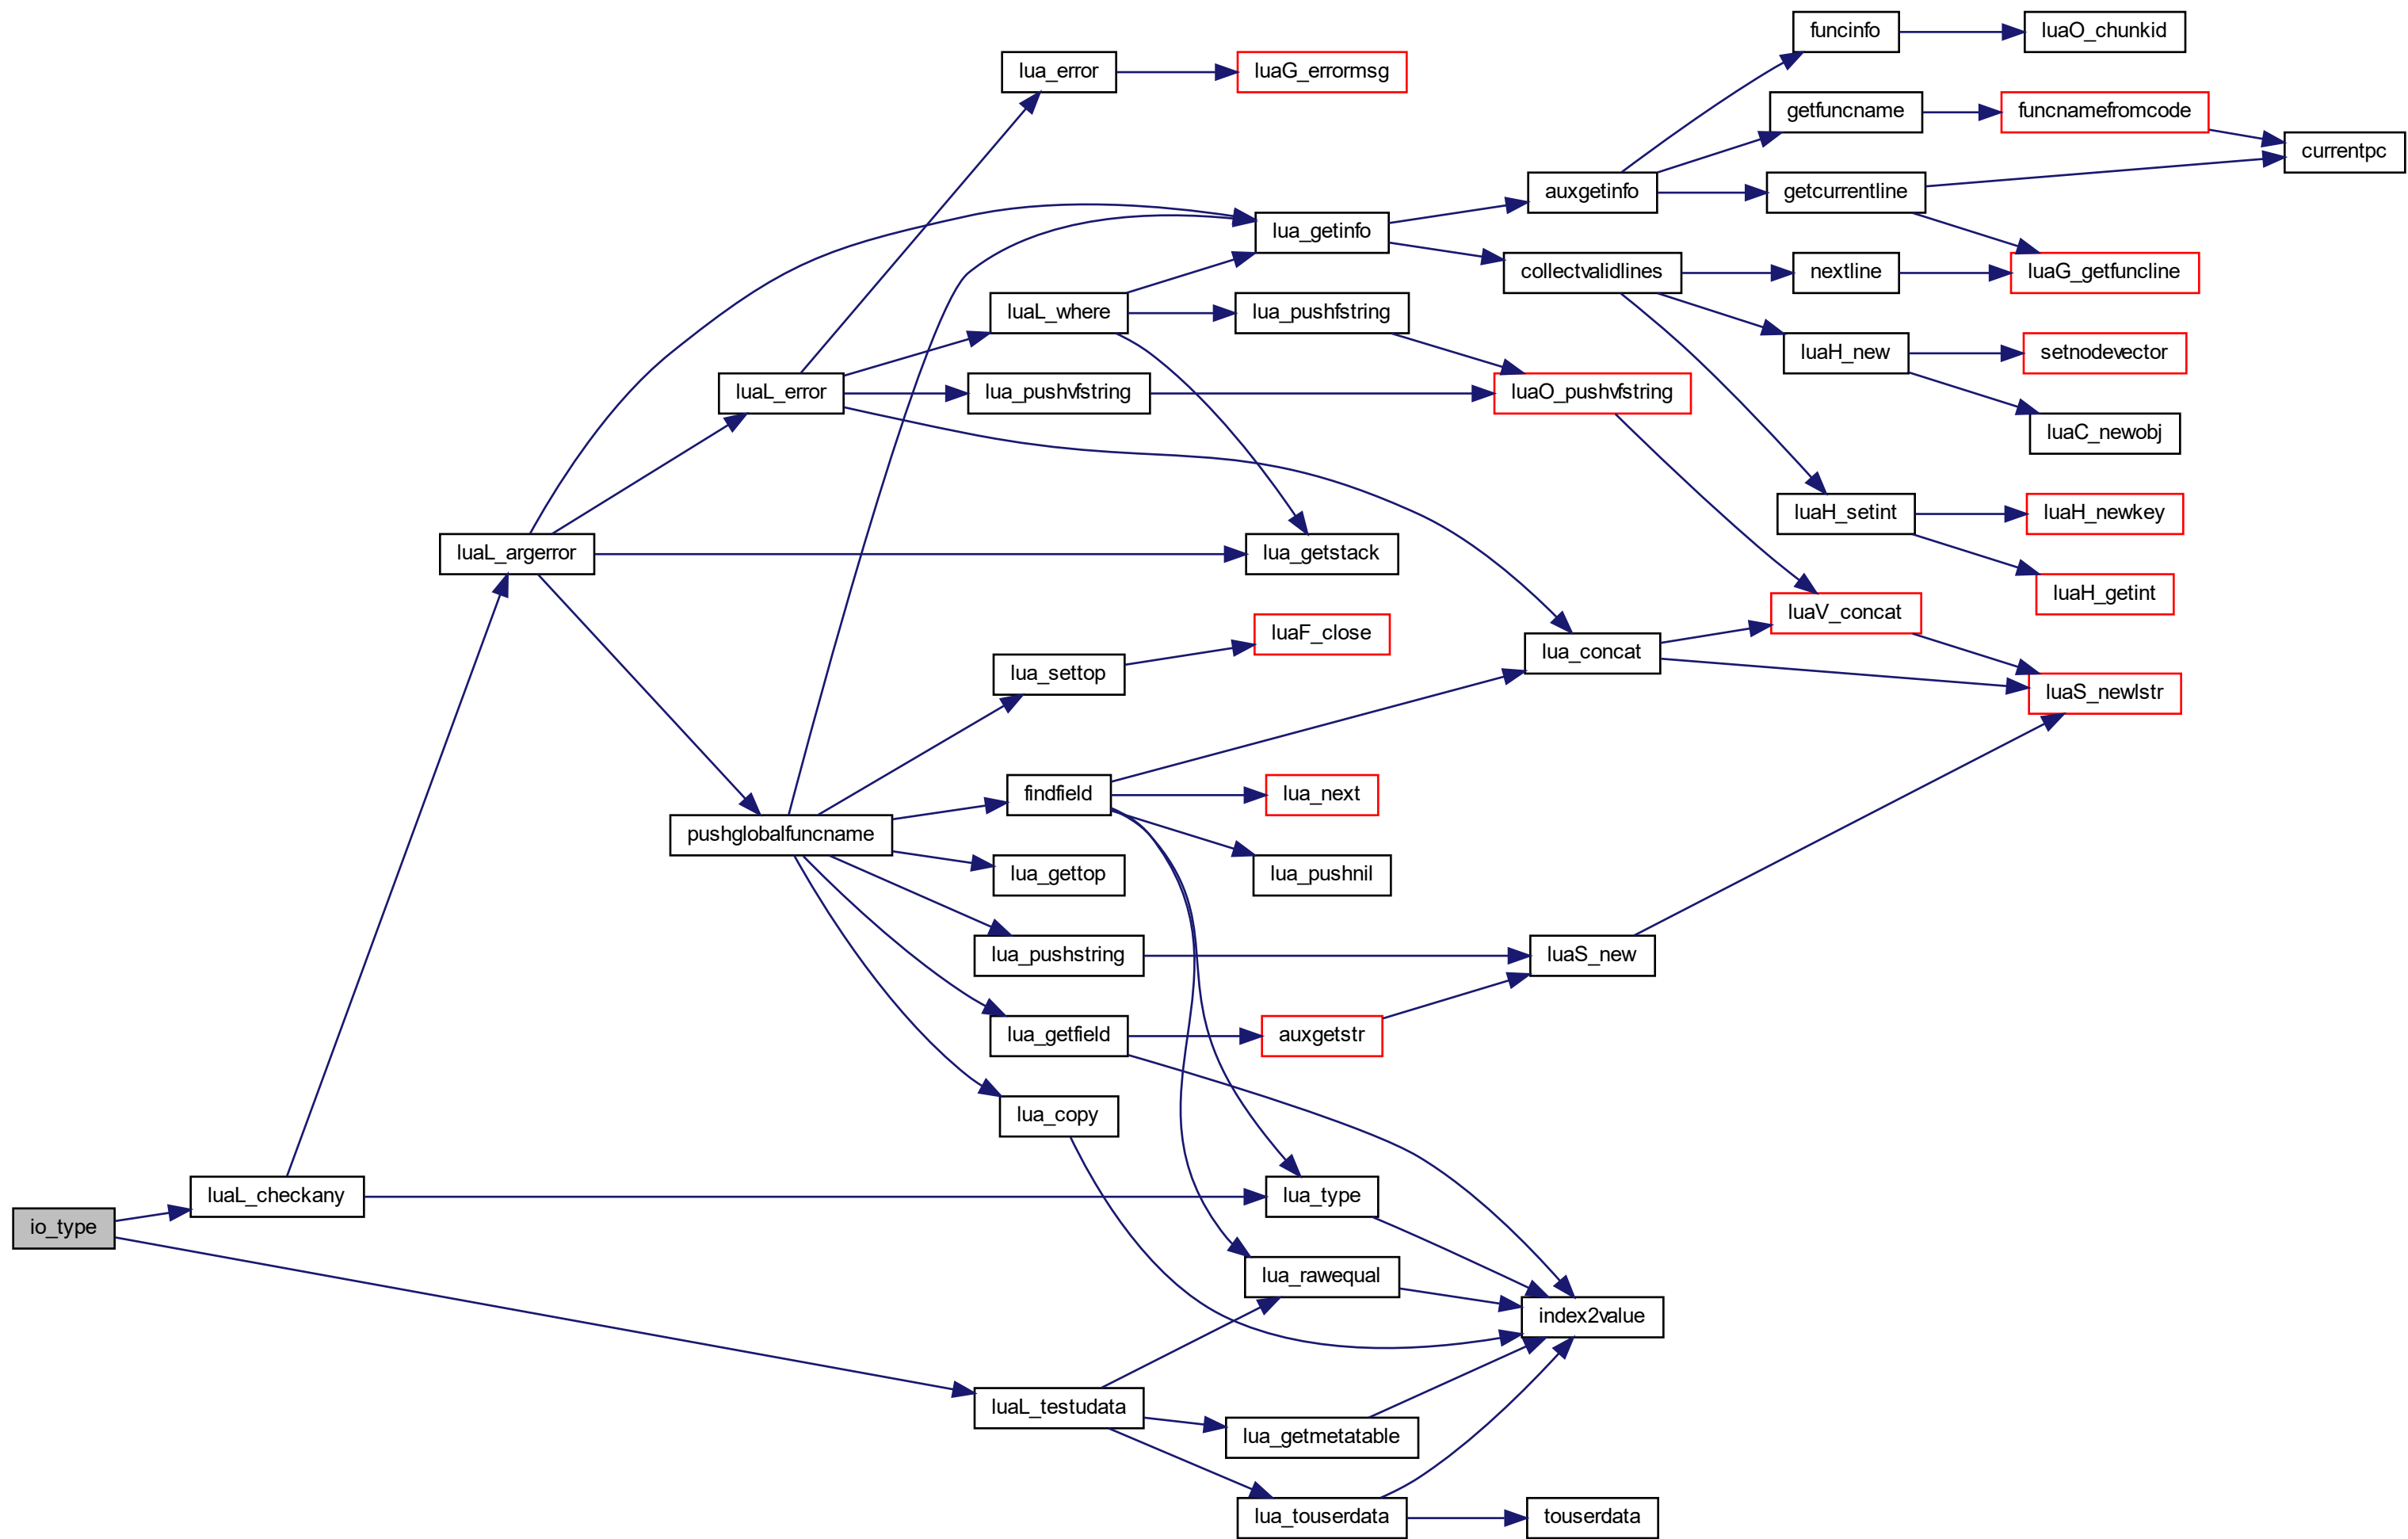 funcinfo
luaO_chunkid
lua_error
luaG_errormsg
getfuncname
funcnamefromcode
currentpc
auxgetinfo
getcurrentline
lua_getinfo
collectvalidlines
nextline
luaG_getfuncline
luaL_where
lua_pushfstring
luaH_new
setnodevector
luaL_error
lua_pushvfstring
luaO_pushvfstring
luaC_newobj
luaH_setint
luaH_newkey
luaL_argerror
lua_getstack
luaH_getint
luaV_concat
luaF_close
lua_concat
lua_settop
luaS_newlstr
findfield
lua_next
pushglobalfuncname
lua_gettop
lua_pushnil
lua_pushstring
luaS_new
lua_getfield
auxgetstr
lua_copy
luaL_checkany
lua_type
io_type
lua_rawequal
index2value
luaL_testudata
lua_getmetatable
lua_touserdata
touserdata